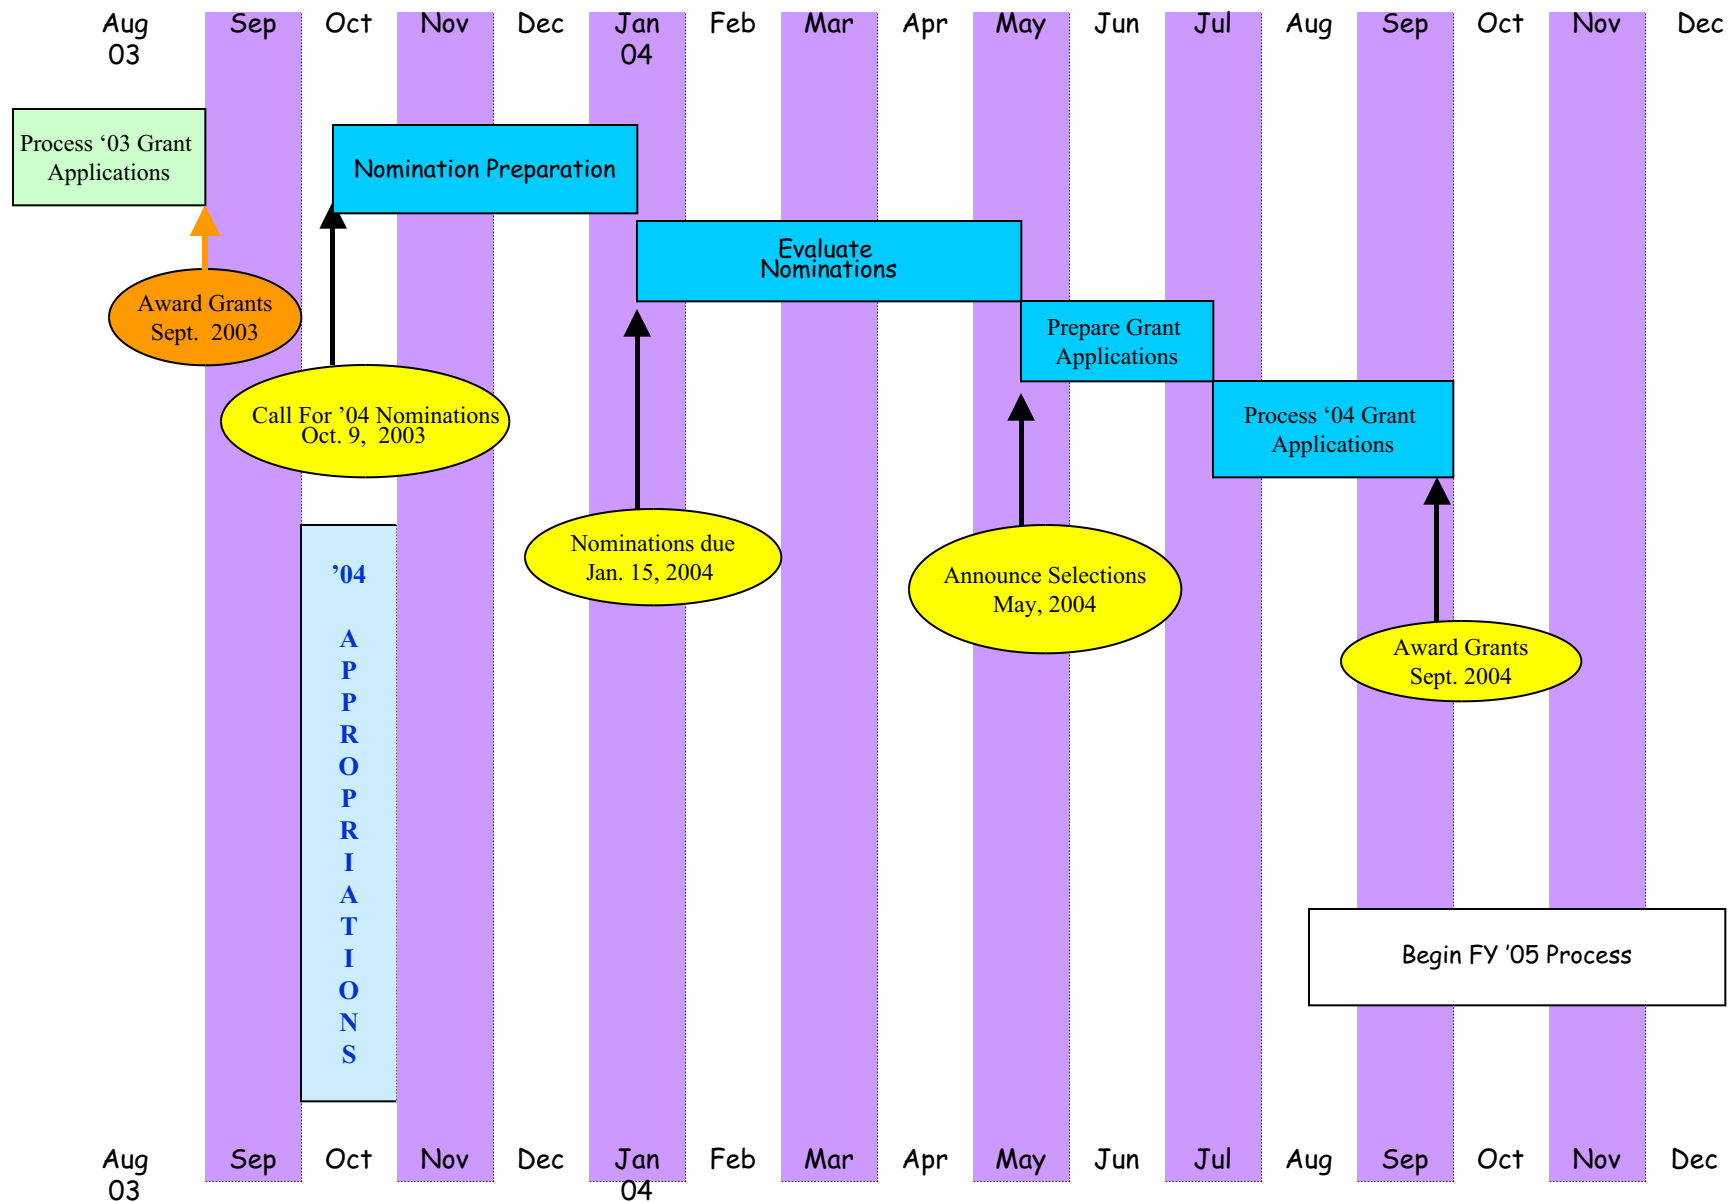 Aug Sep Oct Nov Dec Jan Feb Mar Apr May Jun Jul Aug Sep Oct Nov Dec
03 04
Process ‘03 Grant
Applications
Nomination Preparation
Evaluate
Nominations
Award Grants
Sept. 2003
Prepare Grant
Applications
Call For ’04 Nominations
Oct. 9, 2003
Process ‘04 Grant
Applications
Nominations due
Jan. 15, 2004
Announce Selections
May, 2004
Award Grants
Sept. 2004
’04
A
P
P
R
O
P
R
I
A
T
I
O
N
S
Begin FY ’05 Process
Aug Sep Oct Nov Dec Jan Feb Mar Apr May Jun Jul Aug Sep Oct Nov Dec
03 04